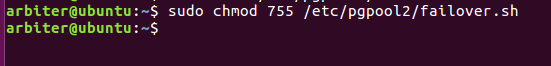 arbiter@ubuntu:~$ sudo chmod 755 /etc/pgpool2/failover.sh
arbiter@ubuntu:~$